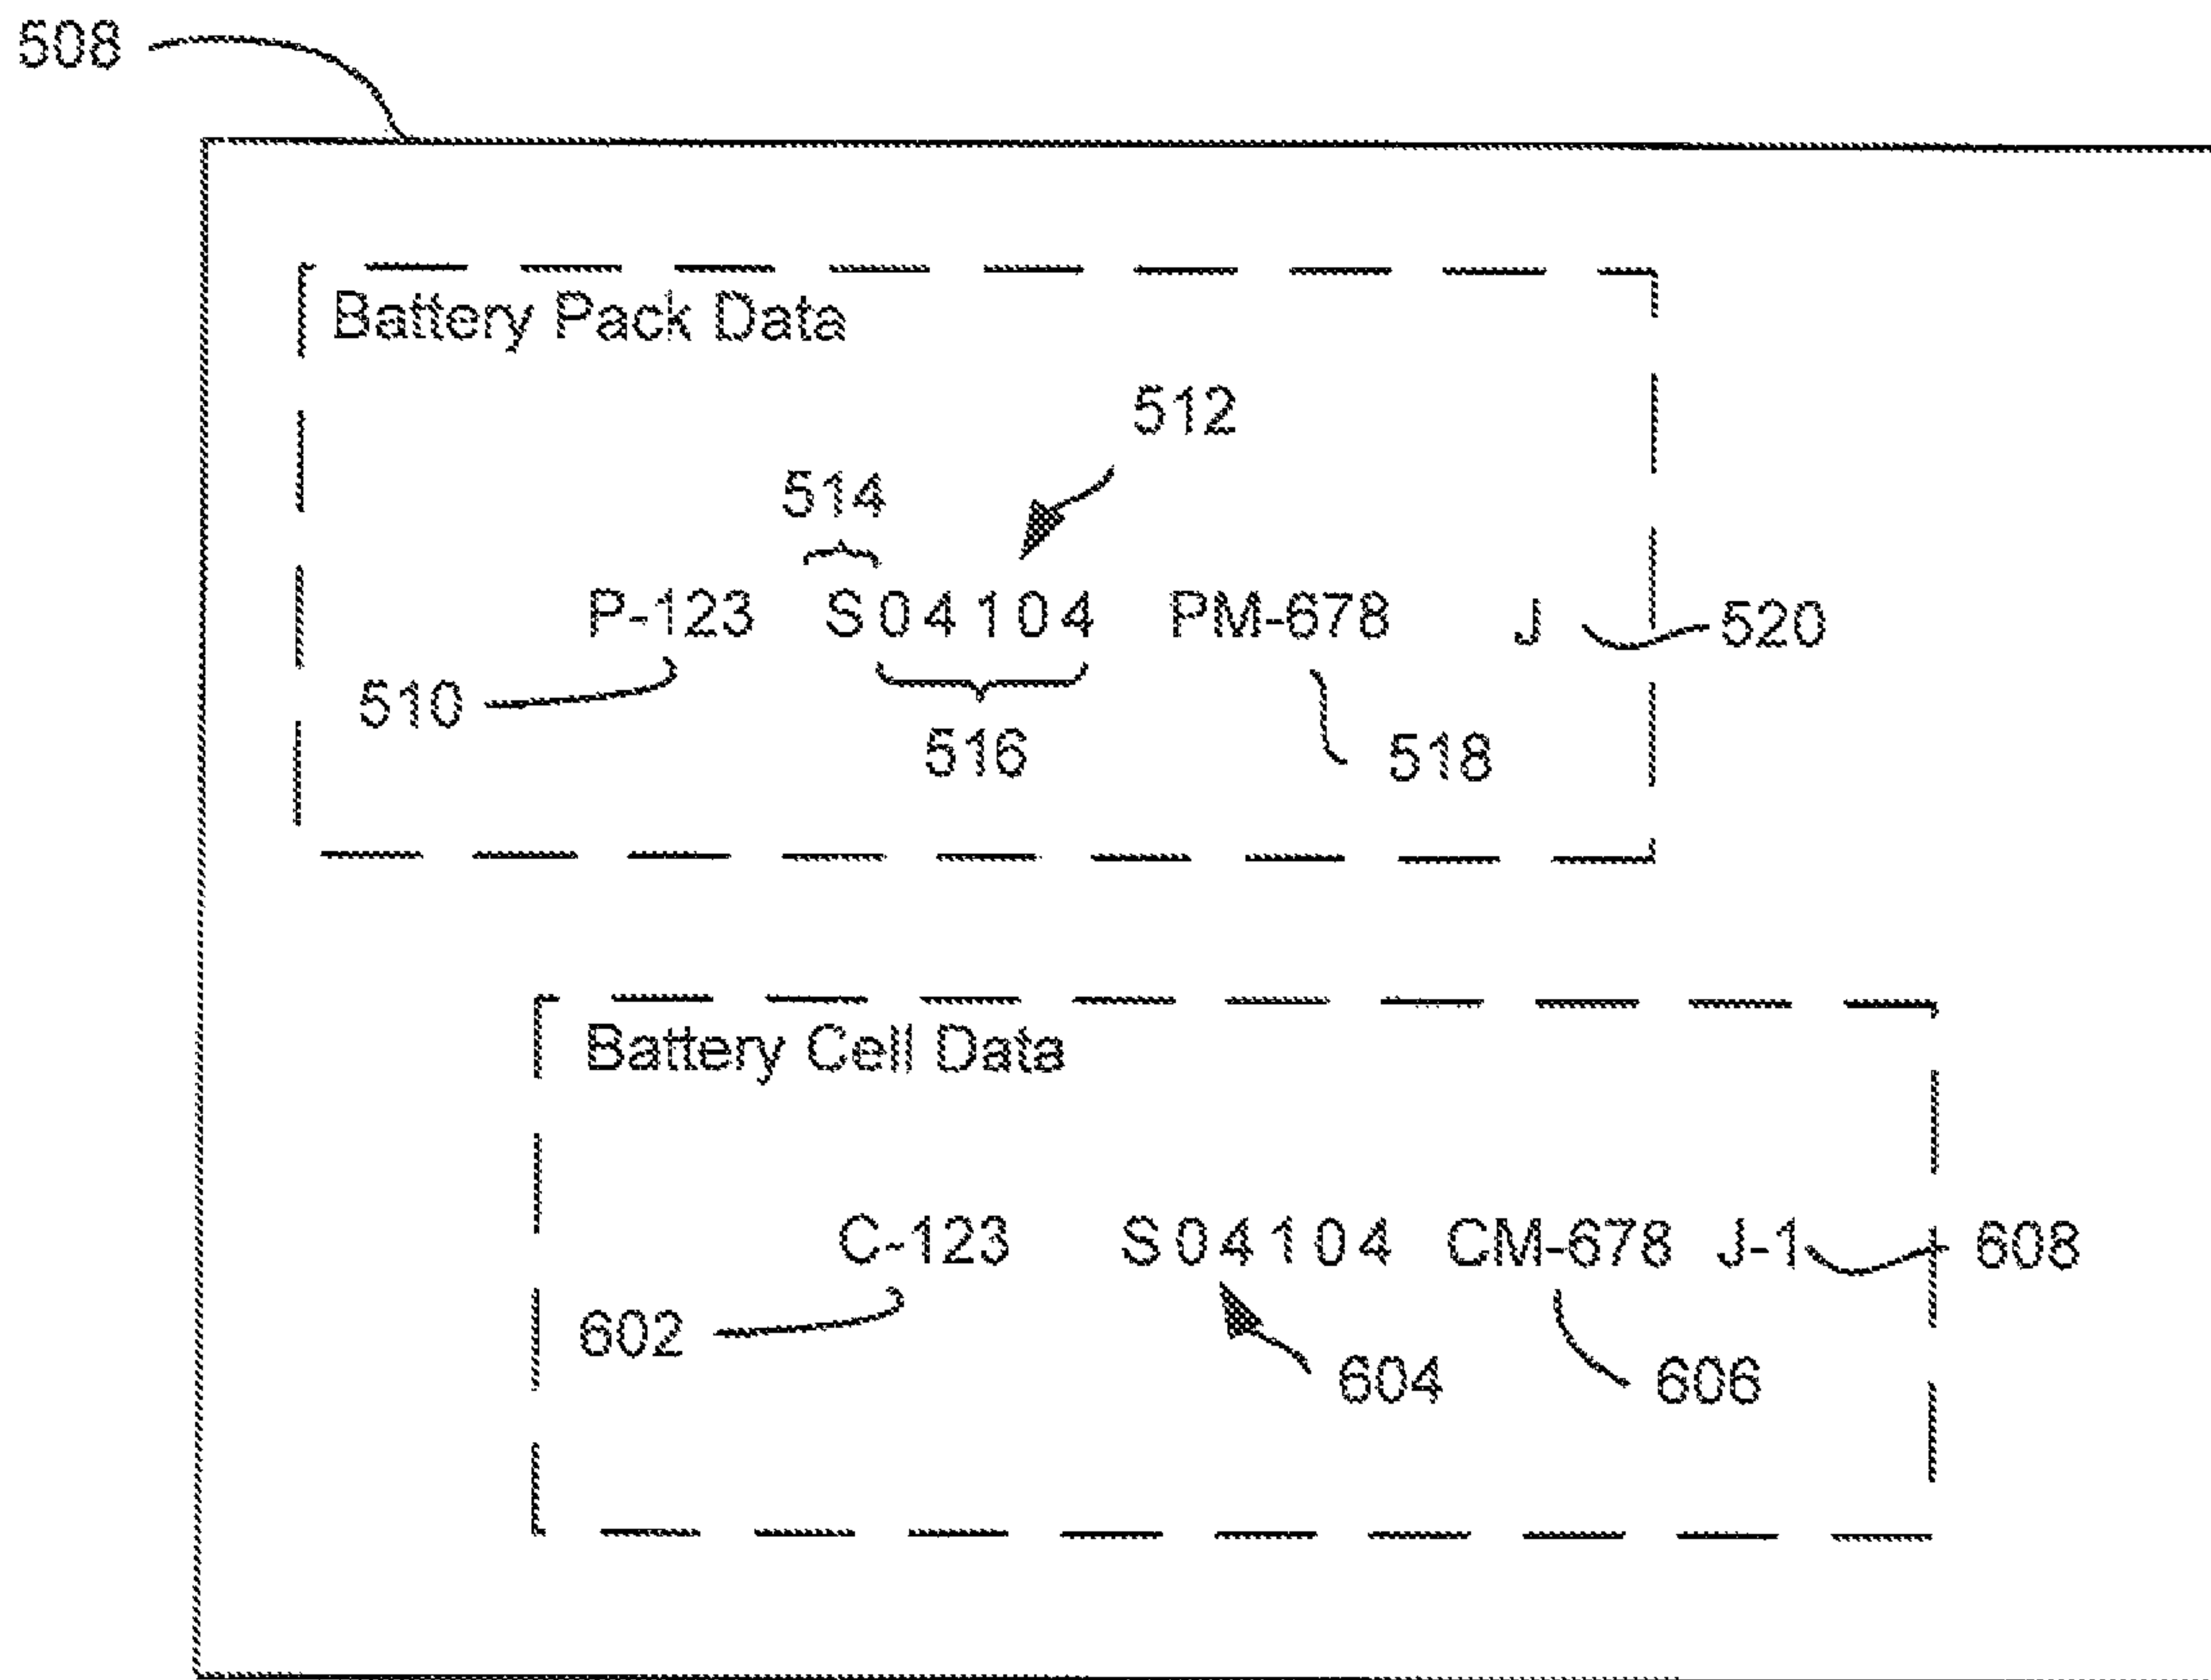 508
Battery Pack Data
512
514
P-123 S04104 PM-678 J 520
510
516 518
Battery Cell Data
C-123 S04104 CM-678 J-1 608
602
604 606